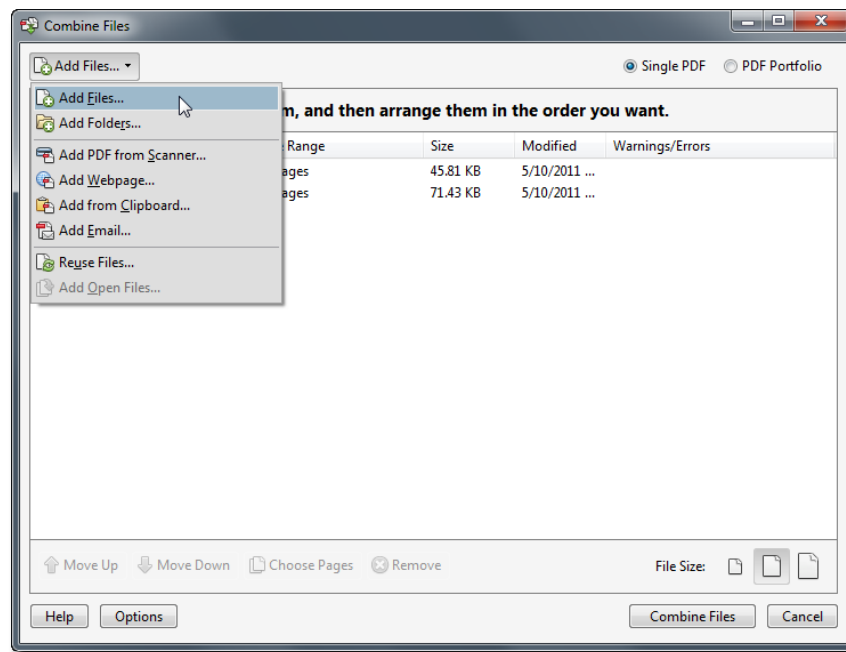 Combine Files
Add Files...
Single PDF
PDF Portfolio
Add Files...
m, and then arrange them in the order you want.
Add Folders...
Range Size Modified Warnings/Errors
Add PDF from Scanner...
ages 45.81 KB 5/10/2011 ...
Add Webpage...
ages 71.43 KB 5/10/2011 ...
Add from Clipboard...
Add Email...
Reuse Files...
Add Open Files...
Move Up Move Down Choose Pages Remove File Size:
Help Options Combine Files Cancel